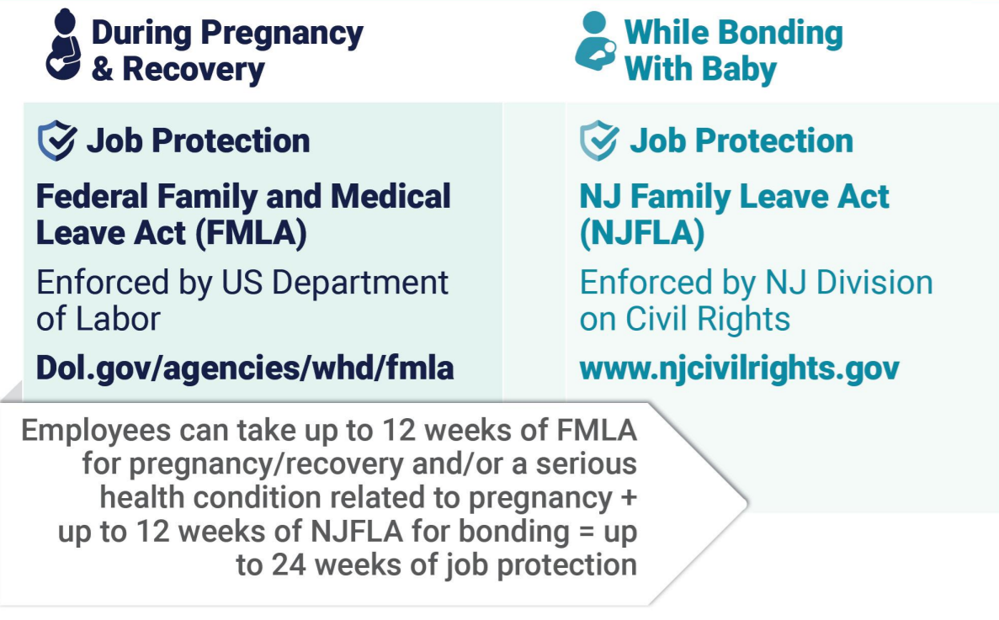 During Pregnancy
& Recovery
Job Protection
Federal Family and Medical
Leave Act (FMLA)
Enforced by US Department
of Labor
Dol.gov/agencies/whd/fmla
While Bonding
With Baby
Job Protection
NJ Family Leave Act
(NJFLA)
Enforced by NJ Division
on Civil Rights
www.njcivilrights.gov
Employees can take up to 12 weeks of FMLA
for pregnancy/recovery and/or a serious
health condition related to pregnancy +
up to 12 weeks of NJFLA for bonding = up
to 24 weeks of job protection